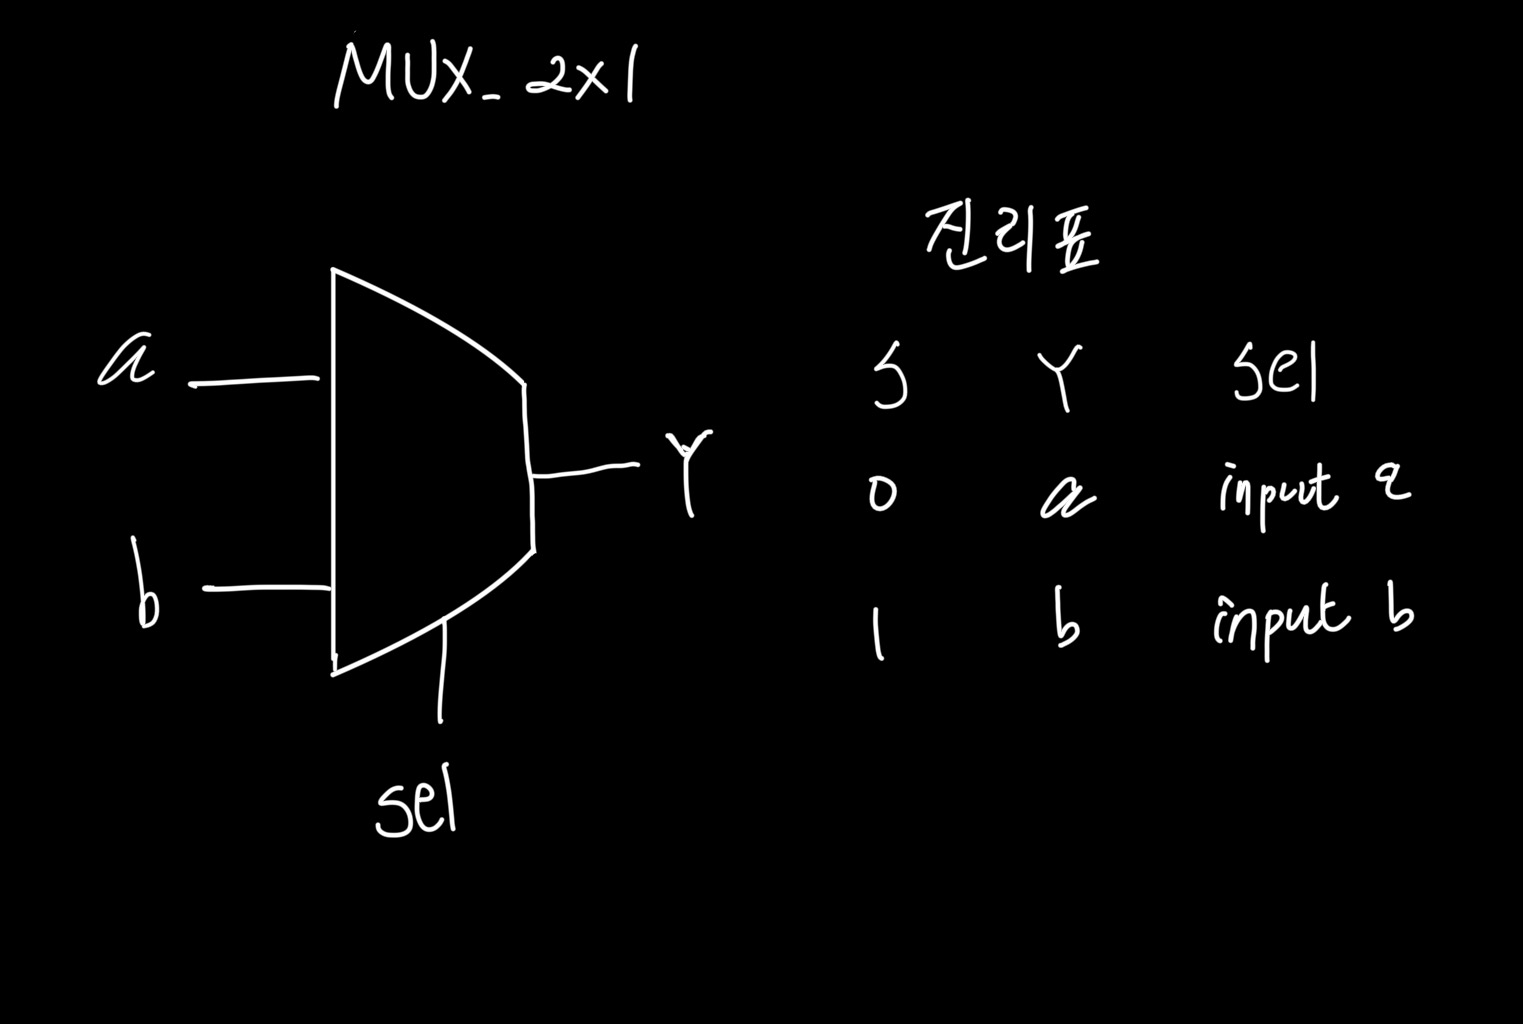 MUX_2x1
진리표
a
b
Y
sel
S Y sel
0 a input a
1 b input b